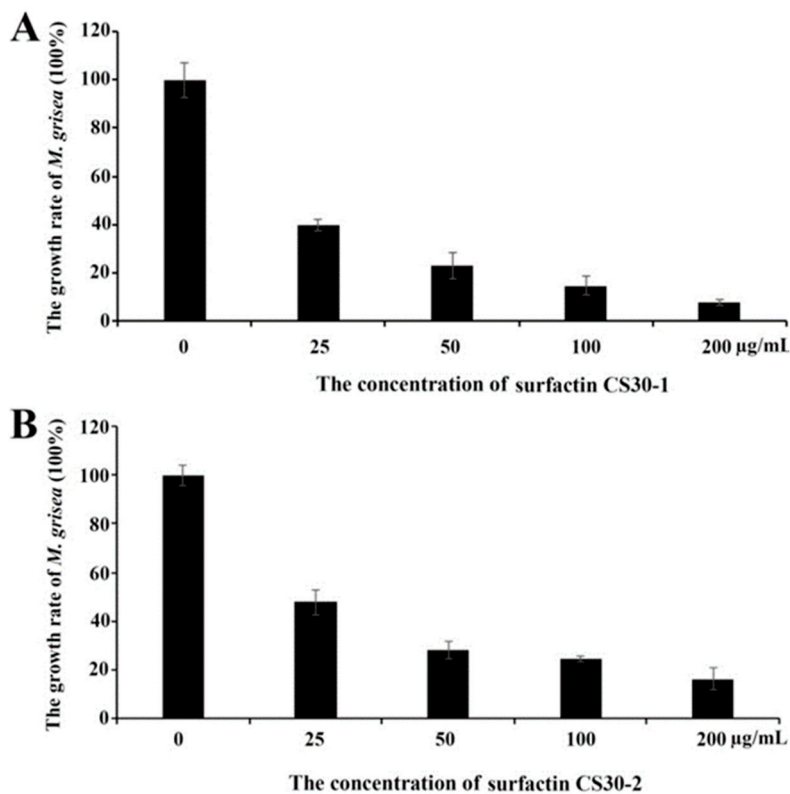 A
The growth rate of M. grisea (100%)
120
100
80
60
40
20
0
0 25 50 100 200 µg/mL
The concentration of surfactin CS30-1
B
The growth rate of M. grisea (100%)
120
100
80
60
40
20
0
0 25 50 100 200 µg/mL
The concentration of surfactin CS30-2